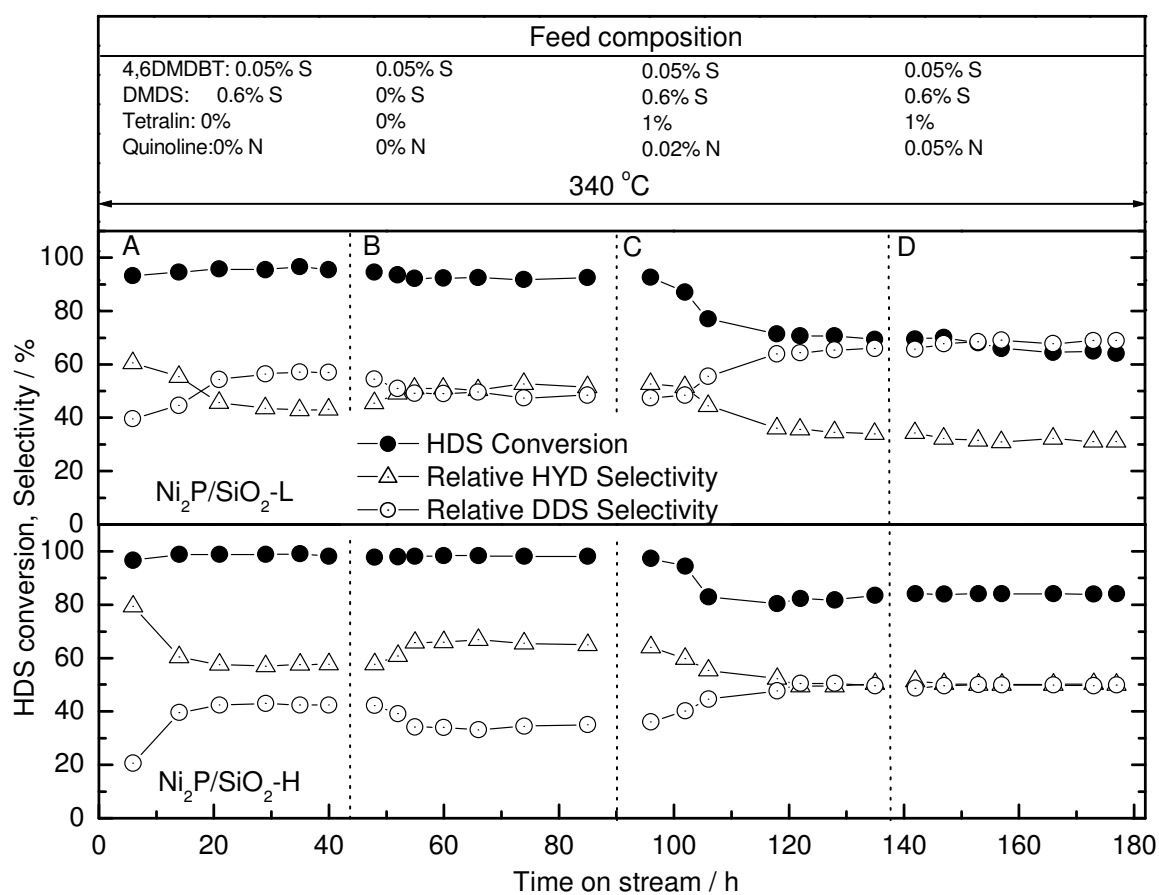 Feed composition
4,6DMDBT: 0.05% S 0.05% S 0.05% S 0.05% S
DMDS: 0.6% S 0% S 0.6% S 0.6% S
Tetralin: 0% 0% 1% 1%
Quinoline:0% N 0% N 0.02% N 0.05% N
340 °C
A B C D
100
80
60
40
20
0
HDS Conversion
Relative HYD Selectivity
Relative DDS Selectivity
Ni₂P/SiO₂-L
100
80
60
40
20
0
Ni₂P/SiO₂-H
HDS conversion, Selectivity / %
0 20 40 60 80 100 120 140 160 180
Time on stream / h